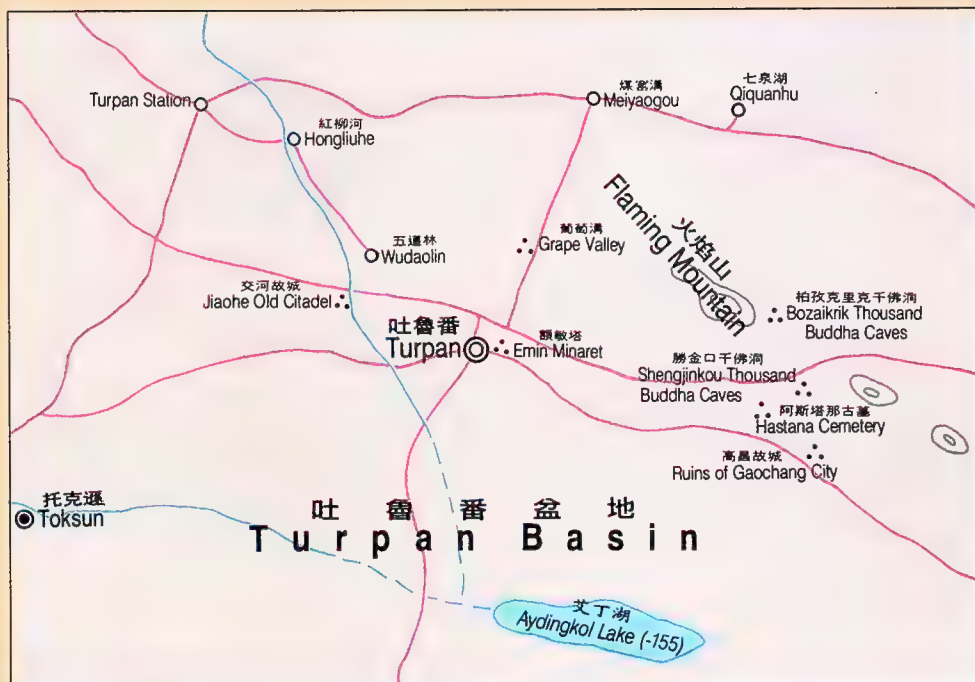 七泉湖
Qiquanhu
煤窰溝
Meiyaogou
Turpan Station
紅柳河
Hongliuhe
火焰山
Flaming Mountain
葡萄溝
Grape Valley
五道林
Wudaolin
交河故城
Jiaohe Old Citadel
柏孜克里克千佛洞
Bozaikrik Thousand
Buddha Caves
吐魯番
Turpan
額敏塔
Emin Minaret
勝金口千佛洞
Shengjinkou Thousand
Buddha Caves
阿斯塔那古墓
Hastana Cemetery
高昌故城
Ruins of Gaochang City
托克遜
Toksun
吐魯番盆地
Turpan Basin
艾丁湖
Aydingkol Lake (-155)